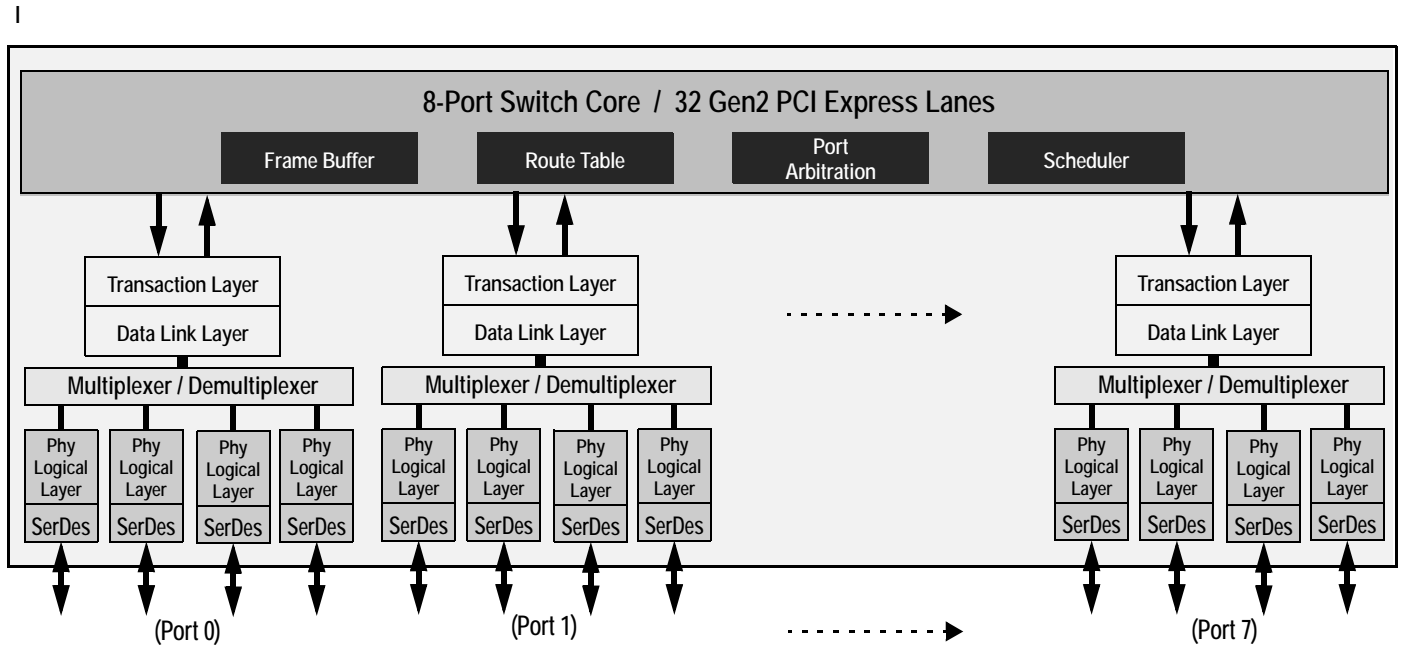 8-Port Switch Core / 32 Gen2 PCI Express Lanes
Frame Buffer
Route Table
Port
Arbitration
Scheduler
Transaction Layer
Data Link Layer
Multiplexer / Demultiplexer
Phy
Logical
Layer
SerDes
Phy
Logical
Layer
SerDes
Phy
Logical
Layer
SerDes
Phy
Logical
Layer
SerDes
(Port 0)
Transaction Layer
Data Link Layer
Multiplexer / Demultiplexer
Phy
Logical
Layer
SerDes
Phy
Logical
Layer
SerDes
Phy
Logical
Layer
SerDes
Phy
Logical
Layer
SerDes
(Port 1)
Transaction Layer
Data Link Layer
Multiplexer / Demultiplexer
Phy
Logical
Layer
SerDes
Phy
Logical
Layer
SerDes
Phy
Logical
Layer
SerDes
Phy
Logical
Layer
SerDes
(Port 7)